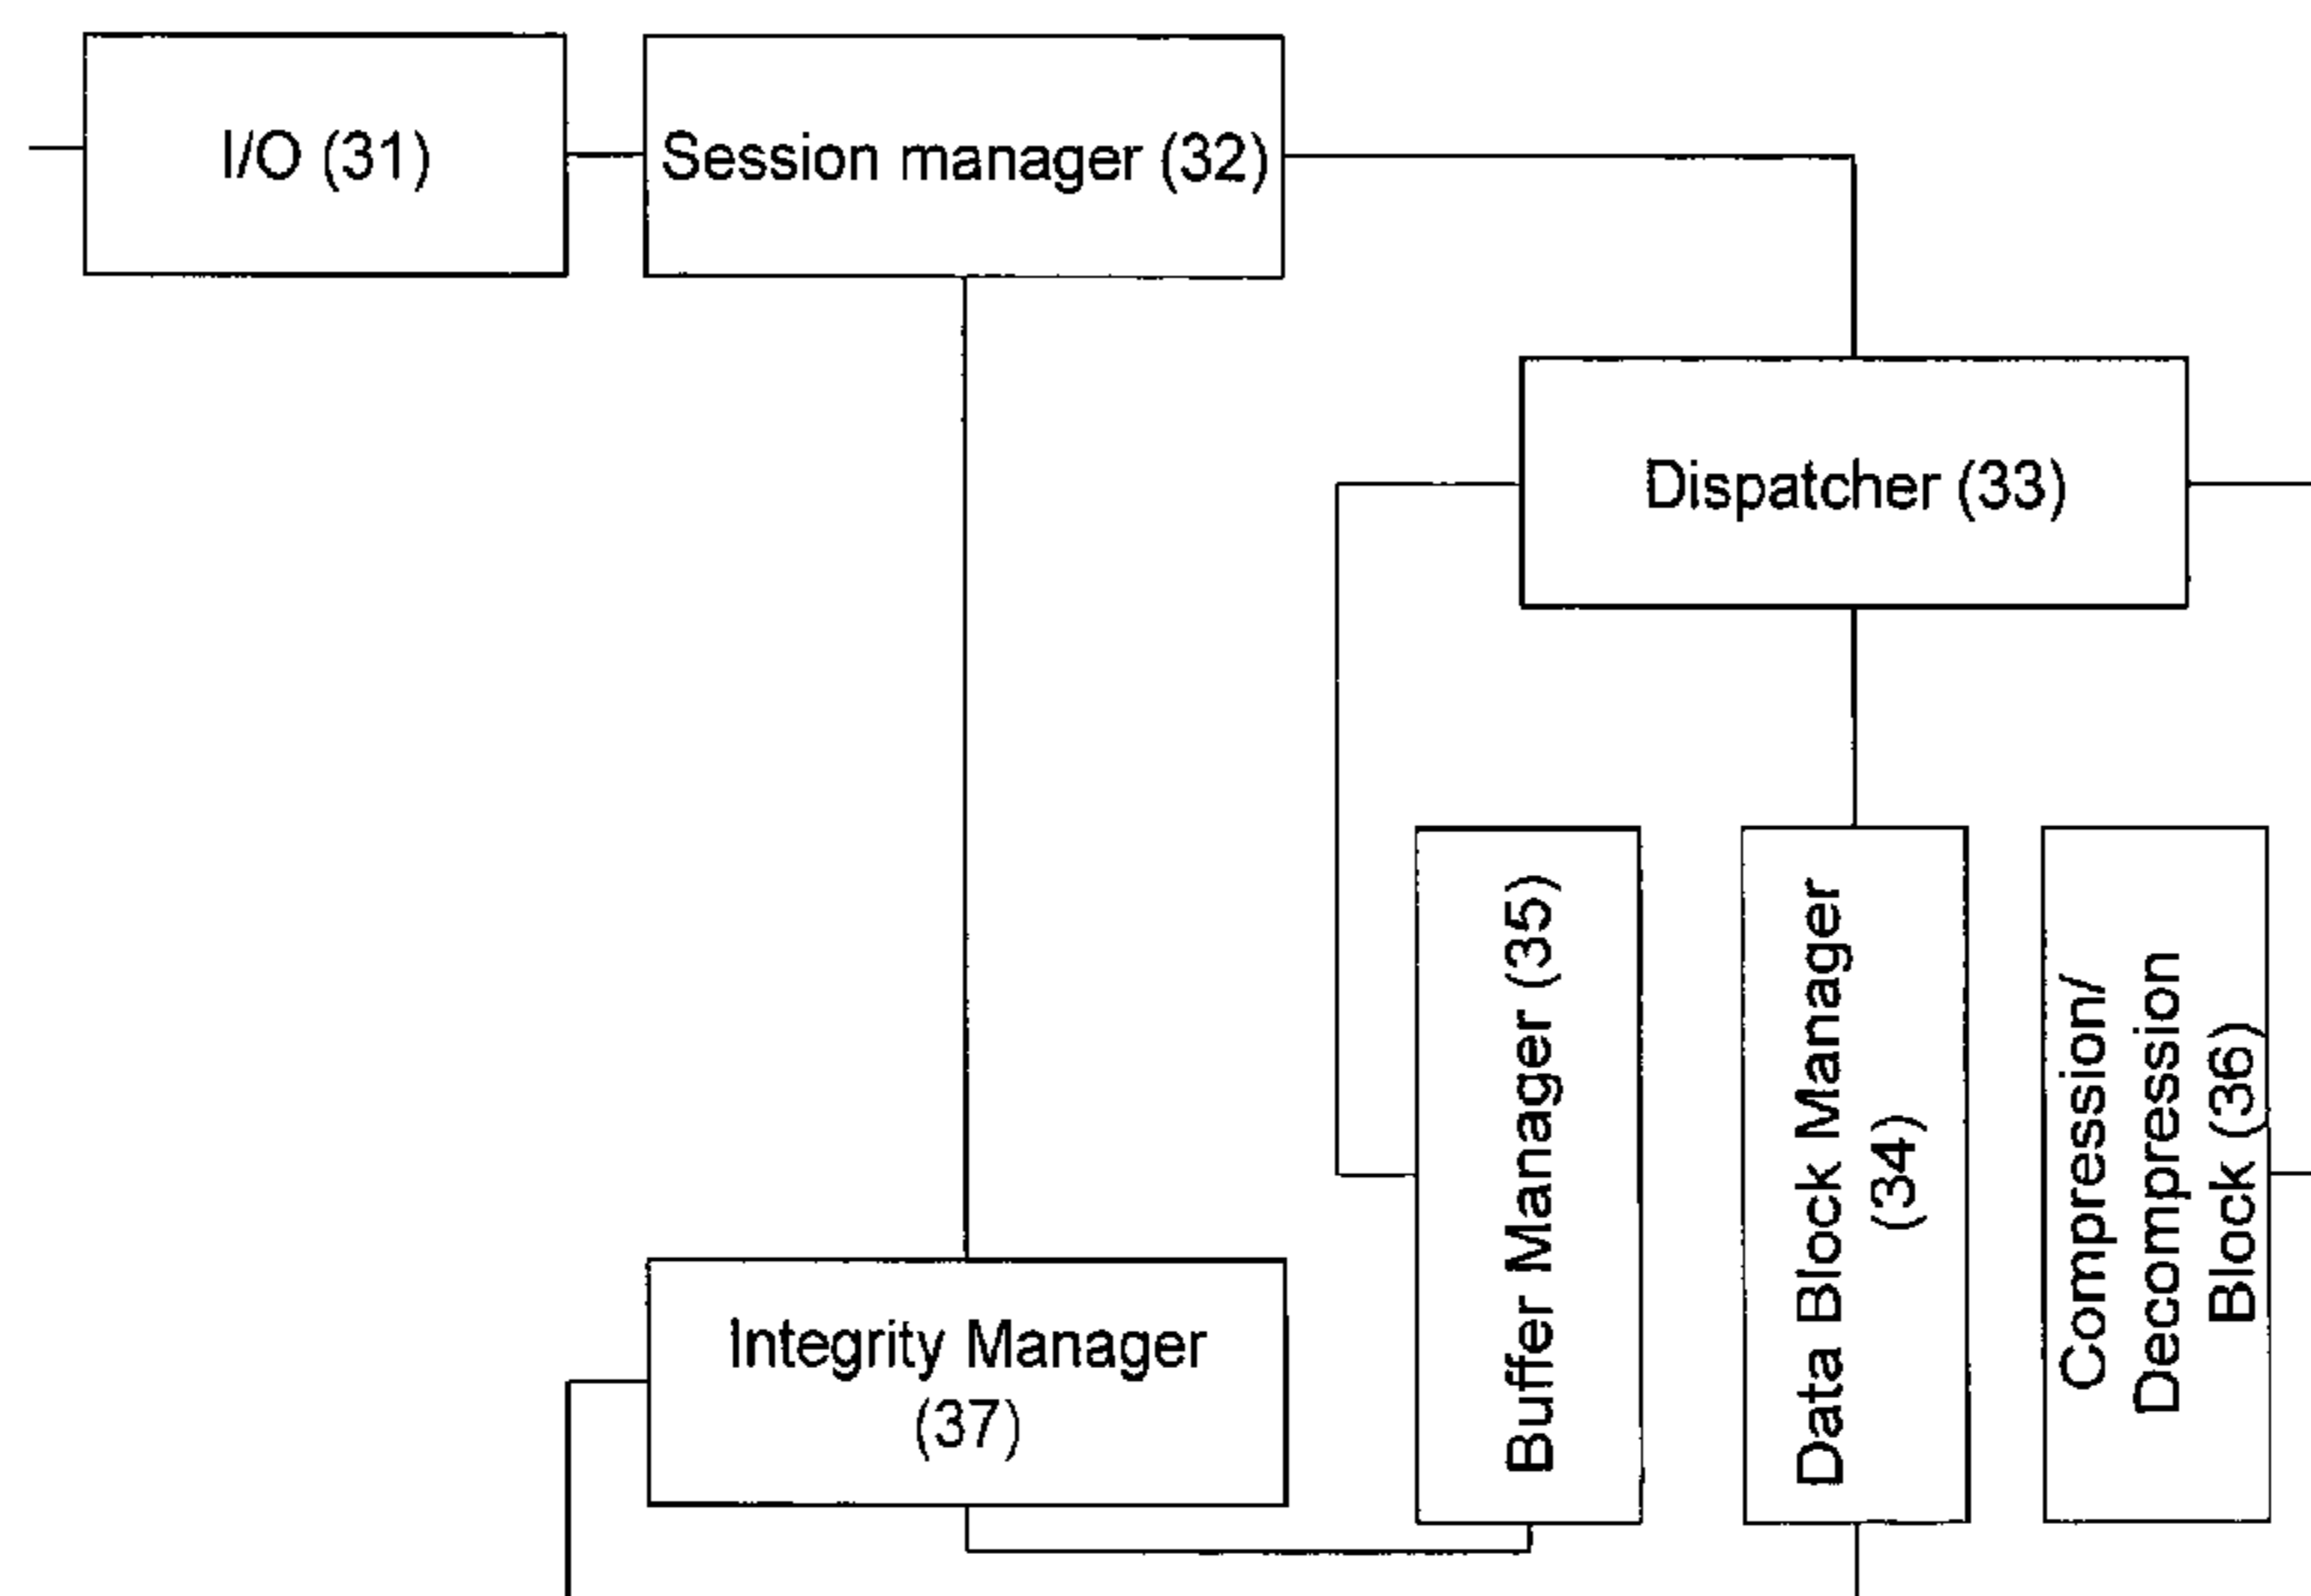 I/O (31)
Session manager (32)
Dispatcher (33)
Buffer Manager (35)
Data Block Manager
(34)
Compression/
Decompression
Block (36)
Integrity Manager
(37)